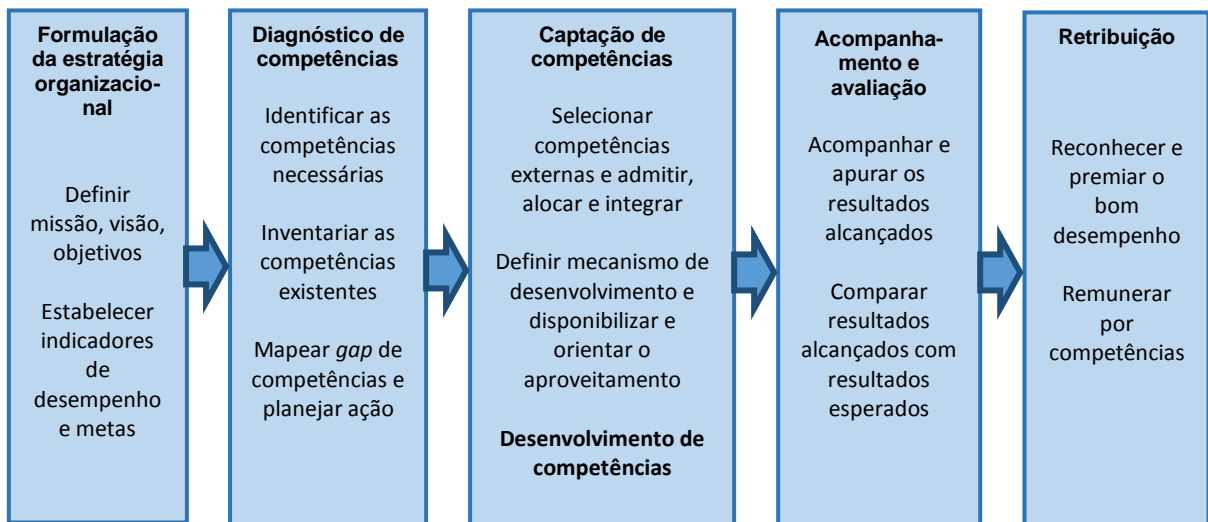 Formulação
da estratégia
organizacio-
nal
Definir
missão, visão,
objetivos
Estabelecer
indicadores
de
desempenho
e metas
Diagnóstico de
competências
Identificar as
competências
necessárias
Inventariar as
competências
existentes
Mapear gap de
competências e
planejar ação
Captação de
competências
Selecionar
competências
externas e admitir,
alocar e integrar
Definir mecanismo de
desenvolvimento e
disponibilizar e
orientar o
aproveitamento
Desenvolvimento de
competências
Acompanha-
mento e
avaliação
Acompanhar e
apurar os
resultados
alcançados
Comparar
resultados
alcançados com
resultados
esperados
Retribuição
Reconhecer e
premiar o
bom
desempenho
Remunerar
por
competências